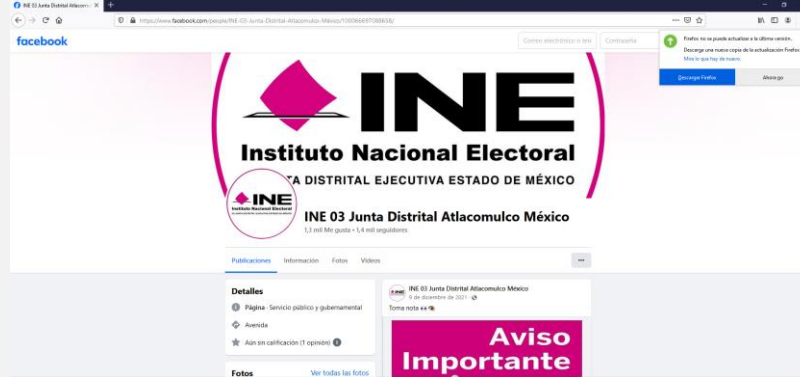 INE 03 Junta Distrital Atlacomulco
https://www.facebook.com/people/INE-03-Junta-Distrital-Atlacomulco-México/100066697088656/
facebook
Correo electrónico o telé
Contraseña
Firefox no se puede actualizar a la última versión.
Descarga una nueva copia de la actualización Firefox
Mira lo que hay de nuevo.
Descargar Firefox
Ahora no
INE
Instituto Nacional Electoral
TA DISTRITAL EJECUTIVA ESTADO DE MÉXICO
INE
Instituto Nacional Electoral
INE 03 Junta Distrital Atlacomulco México
1,3 mil Me gusta • 1,4 mil seguidores
Publicaciones Información Fotos Videos
Detalles
Página · Servicio público y gubernamental
Avenida
Aún sin calificación (1 opinión)
Fotos
Ver todas las fotos
INE
INE 03 Junta Distrital Atlacomulco México
9 de diciembre de 2021
Toma nota
Aviso
Importante